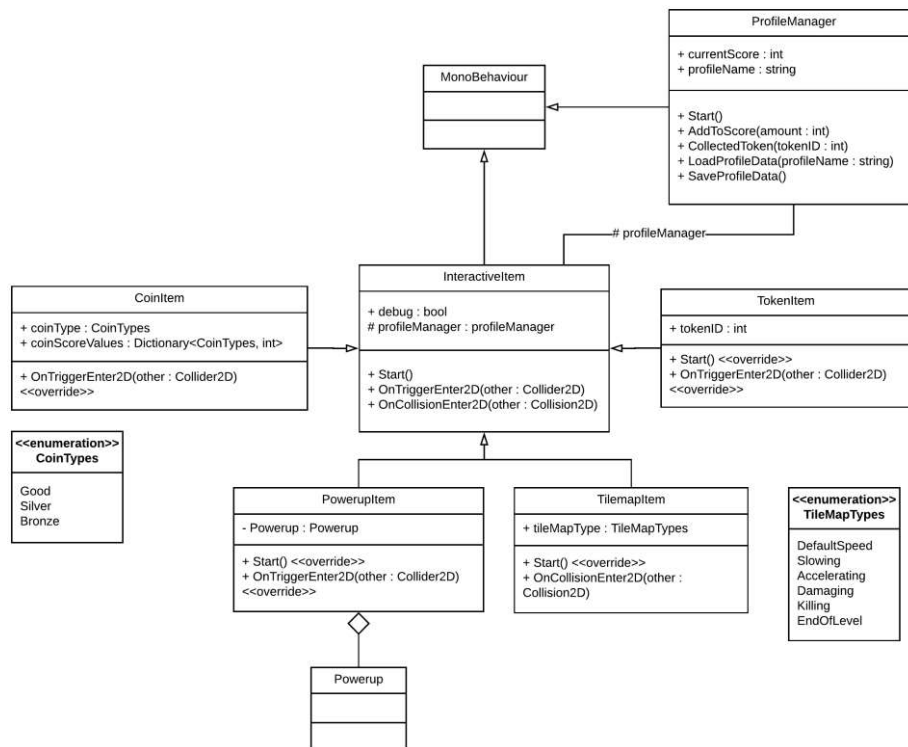 ProfileManager
+ currentScore : int
+ profileName : string
+ Start()
+ AddToScore(amount : int)
+ CollectedToken(tokenID : int)
+ LoadProfileData(profileName : string)
+ SaveProfileData()
MonoBehaviour
# profileManager
InteractiveItem
+ debug : bool
# profileManager : profileManager
+ Start()
+ OnTriggerEnter2D(other : Collider2D)
+ OnCollisionEnter2D(other : Collision2D)
CoinItem
+ coinType : CoinTypes
+ coinScoreValues : Dictionary<CoinTypes, int>
+ OnTriggerEnter2D(other : Collider2D)
<<override>>
TokenItem
+ tokenID : int
+ Start() <<override>>
+ OnTriggerEnter2D(other : Collider2D)
<<override>>
<<enumeration>>
CoinTypes
Good
Silver
Bronze
PowerupItem
- Powerup : Powerup
+ Start() <<override>>
+ OnTriggerEnter2D(other : Collider2D)
<<override>>
TilemapItem
+ tileMapType : TileMapTypes
+ Start() <<override>>
+ OnCollisionEnter2D(other :
Collision2D)
<<enumeration>>
TileMapTypes
DefaultSpeed
Slowing
Accelerating
Damaging
Killing
EndOfLevel
Powerup